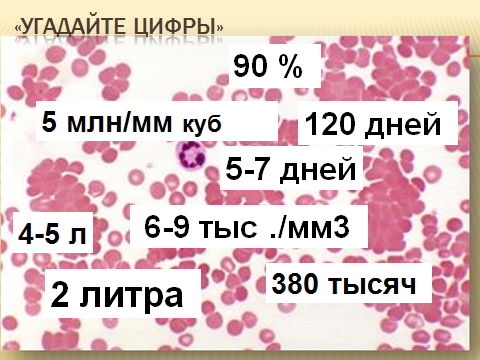 «УГАДАЙТЕ ЦИФРЫ»
90 %
5 млн/мм куб
120 дней
5-7 дней
6-9 тыс ./мм3
4-5 л
380 тысяч
2 литра